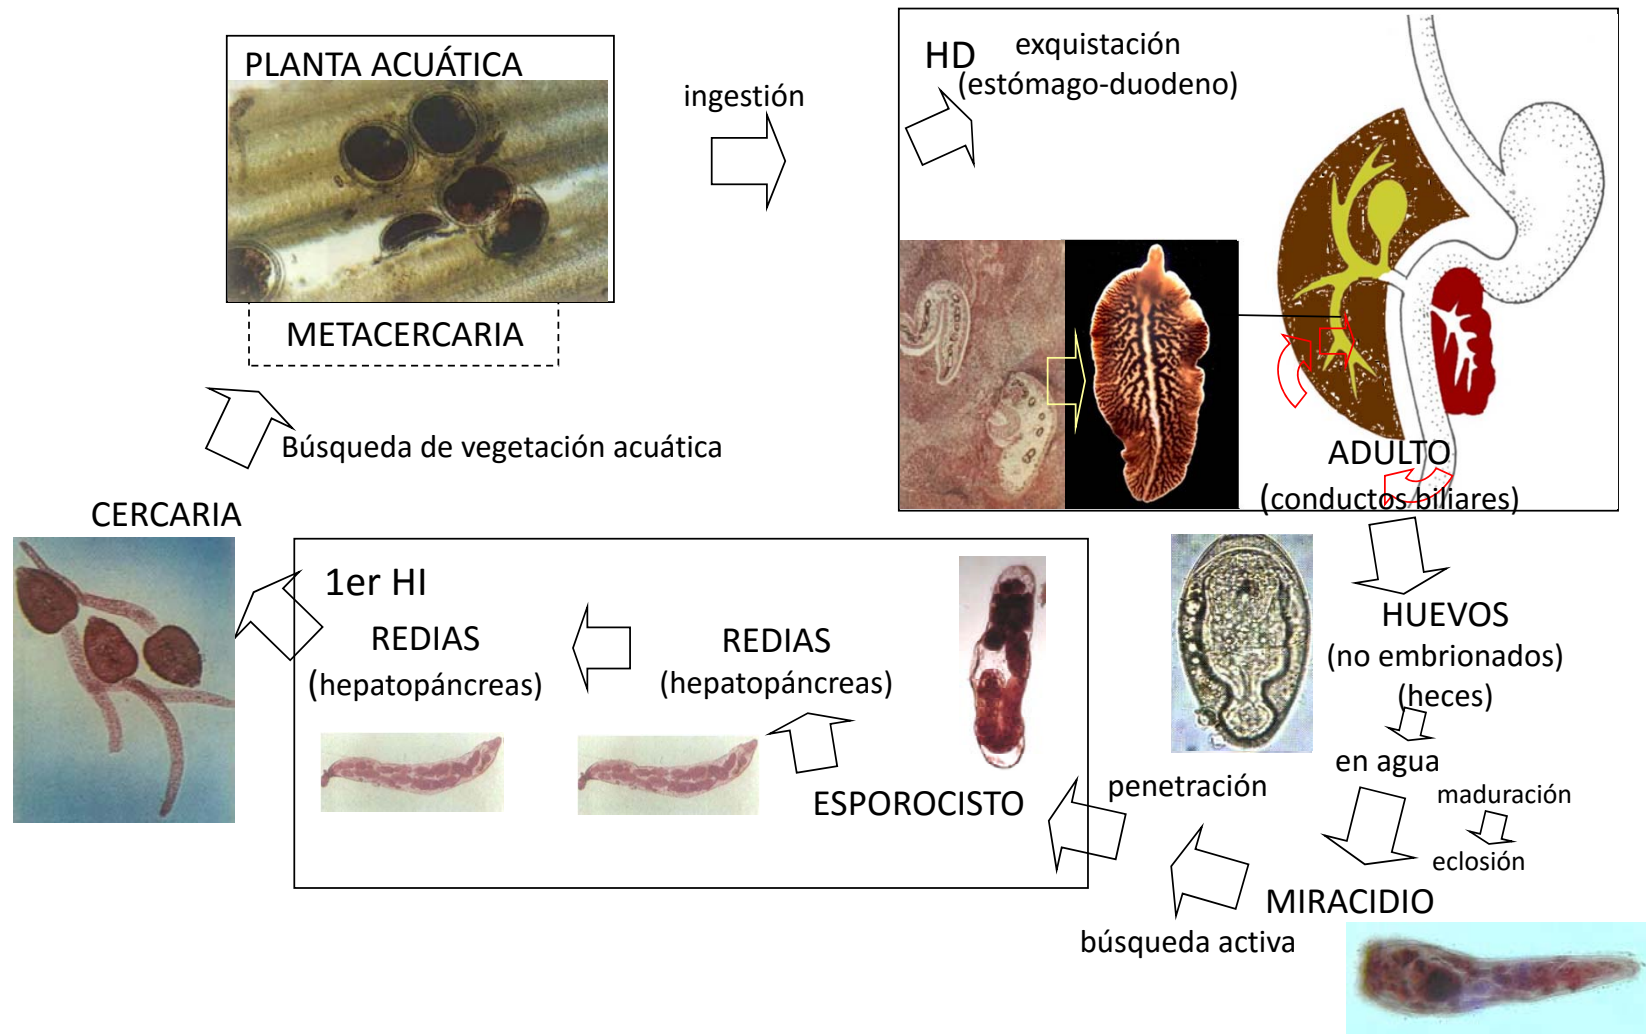 PLANTA ACUÁTICA
METACERCARIA
ingestión
HD
exquistación
(estómago-duodeno)
ADULTO
(conductos biliares)
HUEVOS
(no embrionados)
(heces)
en agua
maduración
eclosión
MIRACIDIO
búsqueda activa
penetración
1er HI
ESPOROCISTO
REDIAS
(hepatopáncreas)
REDIAS
(hepatopáncreas)
CERCARIA
Búsqueda de vegetación acuática